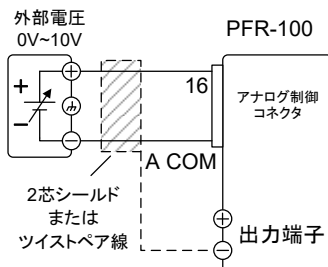 外部電圧
0V~10V
PFR-100
16
アナログ制御
コネクタ
A COM
2芯シールド
または
ツイストペア線
出力端子